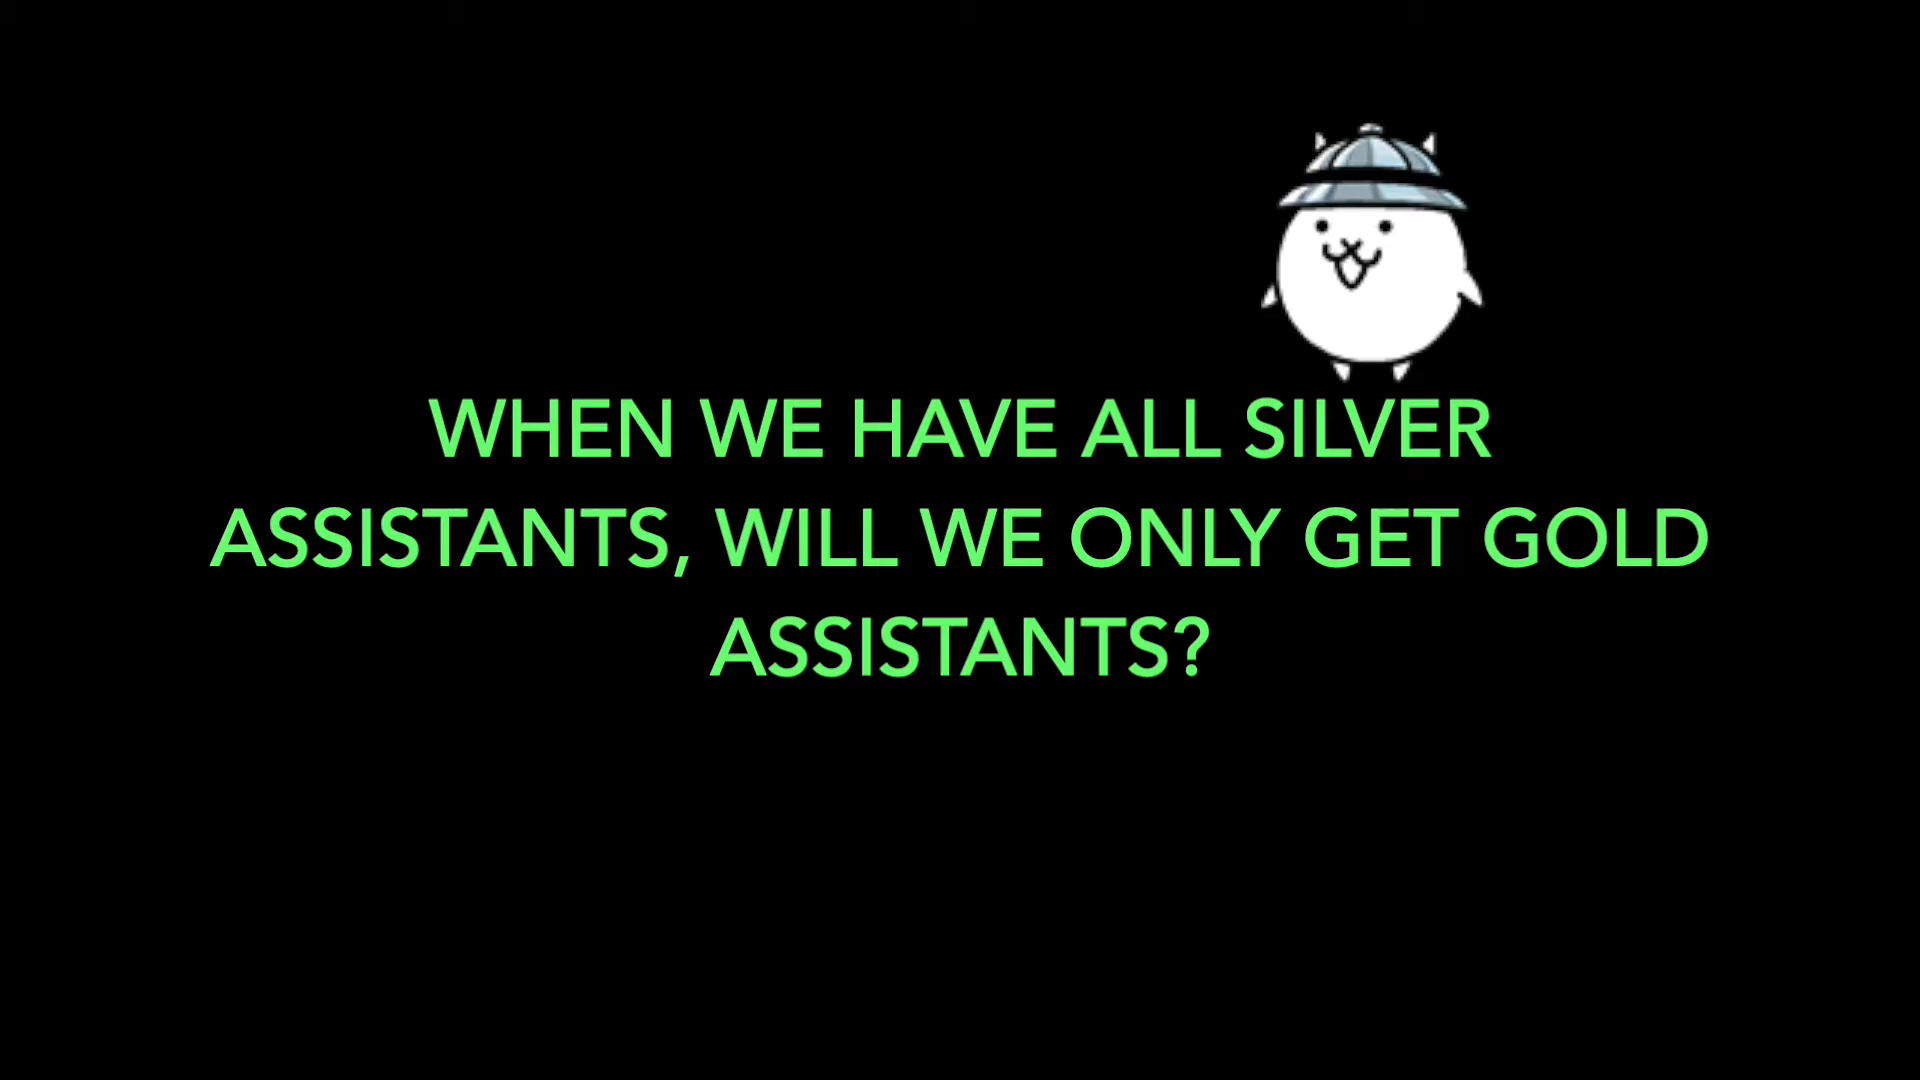 WHEN WE HAVE ALL SILVER
ASSISTANTS, WILL WE ONLY GET GOLD
ASSISTANTS?